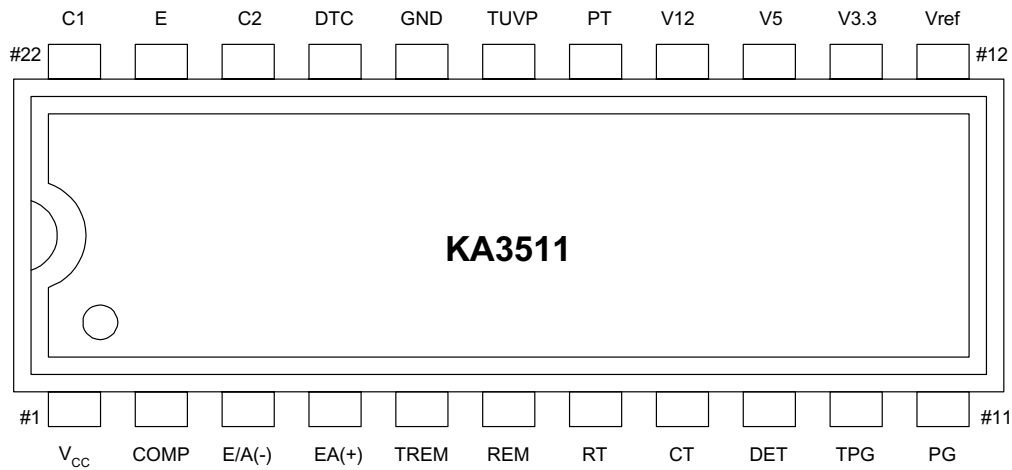 C1 E C2 DTC GND TUVP PT V12 V5 V3.3 Vref
#22 #12
KA3511
#1 #11
VCC COMP E/A(-) EA(+) TREM REM RT CT DET TPG PG